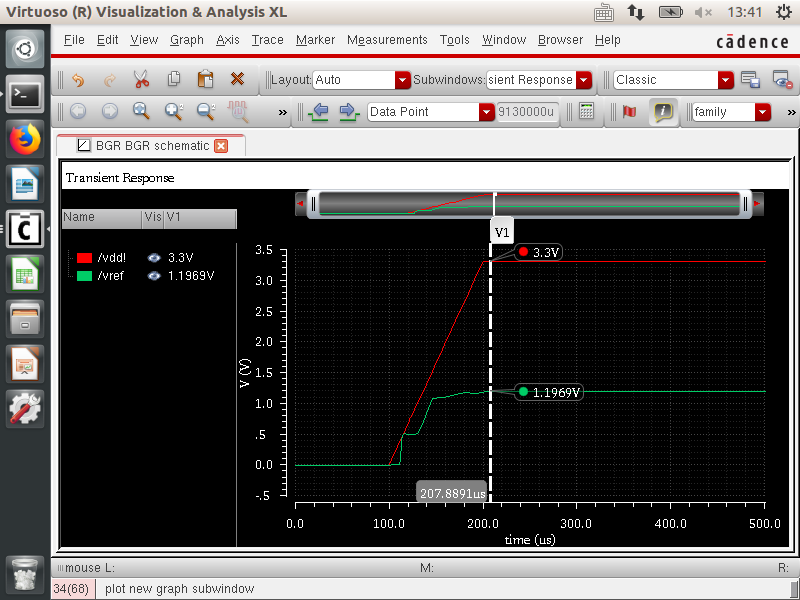 Virtuoso (R) Visualization & Analysis XL
13:41
File Edit View Graph Axis Trace Marker Measurements Tools Window Browser Help
cādence
Layout: Auto Subwindows: sient Response Classic
» Data Point 9130000u family »
BGR BGR schematic
Transient Response
Name Vis V1
/vdd! 3.3V
/vref 1.1969V
V1
3.3V
1.1969V
207.8891us
V (V)
3.5
3.0
2.5
2.0
1.5
1.0
.5
0.0
-.5
0.0 100.0 200.0 300.0 400.0 500.0
time (us)
mouse L: M: R:
34(68) plot new graph subwindow